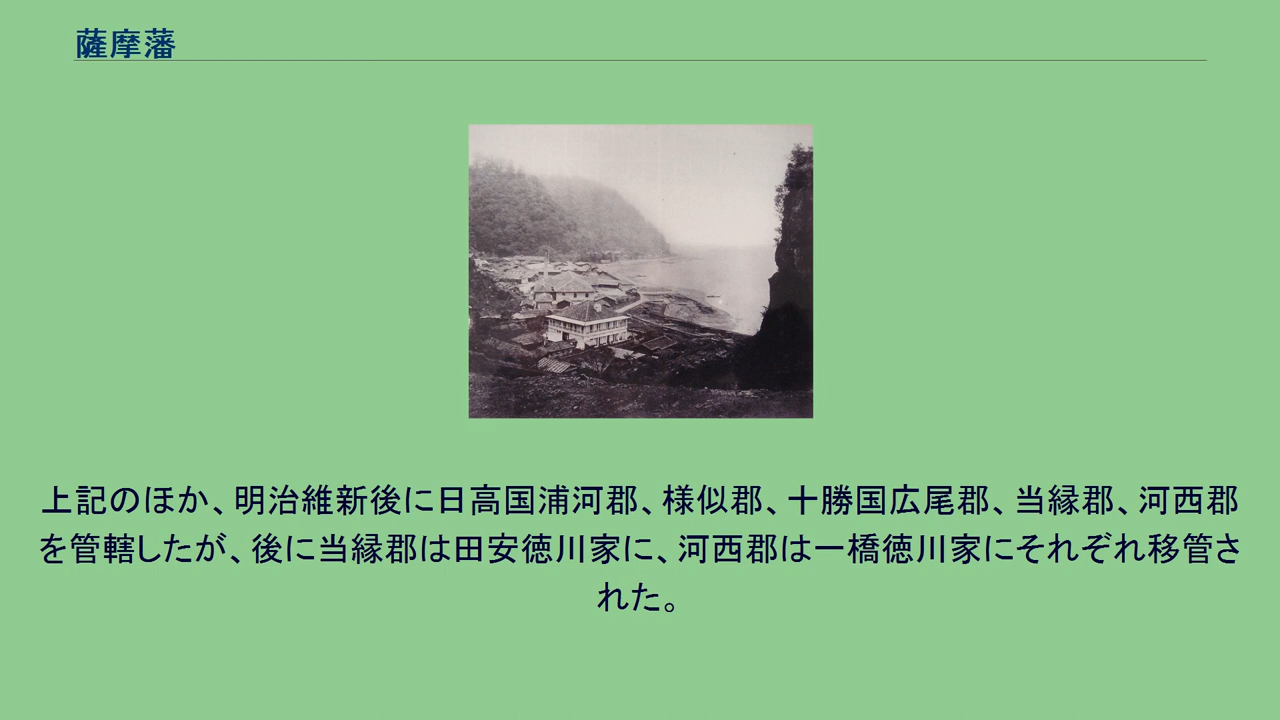 薩摩藩
上記のほか、明治維新後に日高国浦河郡、様似郡、十勝国広尾郡、当縁郡、河西郡
を管轄したが、後に当縁郡は田安徳川家に、河西郡は一橋徳川家にそれぞれ移管さ
れた。